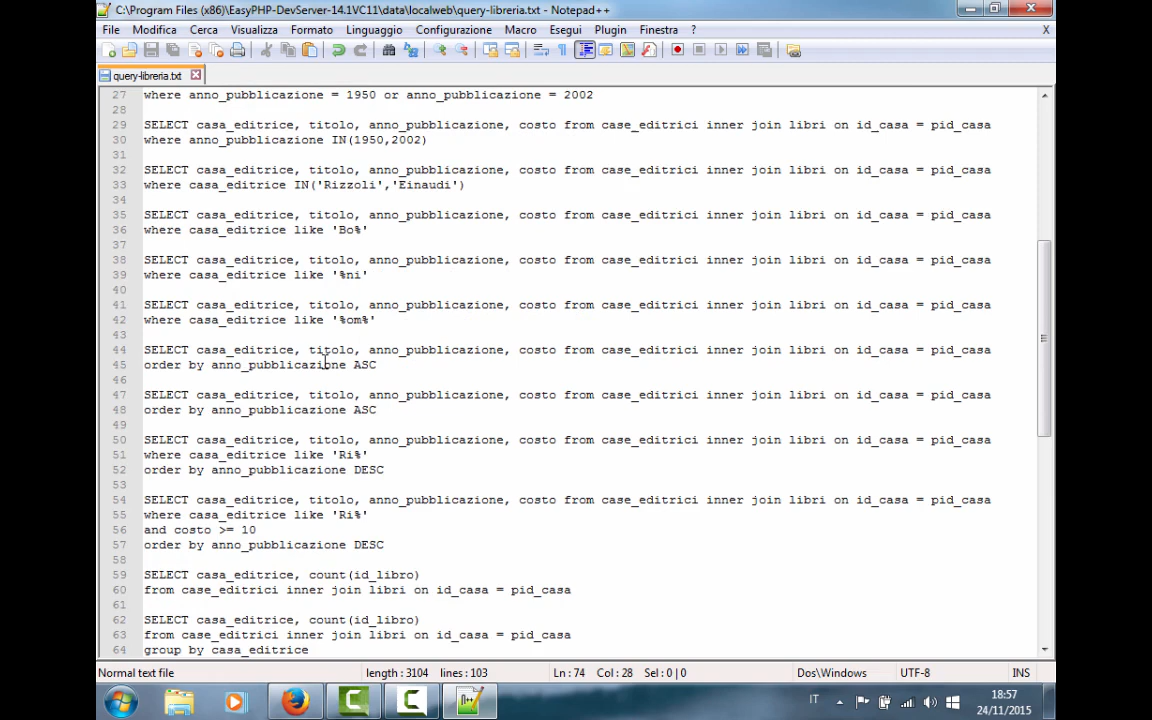 C:\Program Files (x86)\EasyPHP-DevServer-14.1VC11\data\localweb\query-libreria.txt - Notepad++
File Modifica Cerca Visualizza Formato Linguaggio Configurazione Macro Esegui Plugin Finestra ? X
query-libreria.txt
27 where anno_pubblicazione = 1950 or anno_pubblicazione = 2002
28
29 SELECT casa_editrice, titolo, anno_pubblicazione, costo from case_editrici inner join libri on id_casa = pid_casa
30 where anno_pubblicazione IN(1950,2002)
31
32 SELECT casa_editrice, titolo, anno_pubblicazione, costo from case_editrici inner join libri on id_casa = pid_casa
33 where casa_editrice IN('Rizzoli','Einaudi')
34
35 SELECT casa_editrice, titolo, anno_pubblicazione, costo from case_editrici inner join libri on id_casa = pid_casa
36 where casa_editrice like 'Bo%'
37
38 SELECT casa_editrice, titolo, anno_pubblicazione, costo from case_editrici inner join libri on id_casa = pid_casa
39 where casa_editrice like '%ni'
40
41 SELECT casa_editrice, titolo, anno_pubblicazione, costo from case_editrici inner join libri on id_casa = pid_casa
42 where casa_editrice like '%om%'
43
44 SELECT casa_editrice, titolo, anno_pubblicazione, costo from case_editrici inner join libri on id_casa = pid_casa
45 order by anno_pubblicazione ASC
46
47 SELECT casa_editrice, titolo, anno_pubblicazione, costo from case_editrici inner join libri on id_casa = pid_casa
48 order by anno_pubblicazione ASC
49
50 SELECT casa_editrice, titolo, anno_pubblicazione, costo from case_editrici inner join libri on id_casa = pid_casa
51 where casa_editrice like 'Ri%'
52 order by anno_pubblicazione DESC
53
54 SELECT casa_editrice, titolo, anno_pubblicazione, costo from case_editrici inner join libri on id_casa = pid_casa
55 where casa_editrice like 'Ri%'
56 and costo >= 10
57 order by anno_pubblicazione DESC
58
59 SELECT casa_editrice, count(id_libro)
60 from case_editrici inner join libri on id_casa = pid_casa
61
62 SELECT casa_editrice, count(id_libro)
63 from case_editrici inner join libri on id_casa = pid_casa
64 group by casa_editrice
Normal text file length : 3104 lines : 103 Ln : 74 Col : 28 Sel : 0 | 0 Dos\Windows UTF-8 INS
IT 18:57
24/11/2015